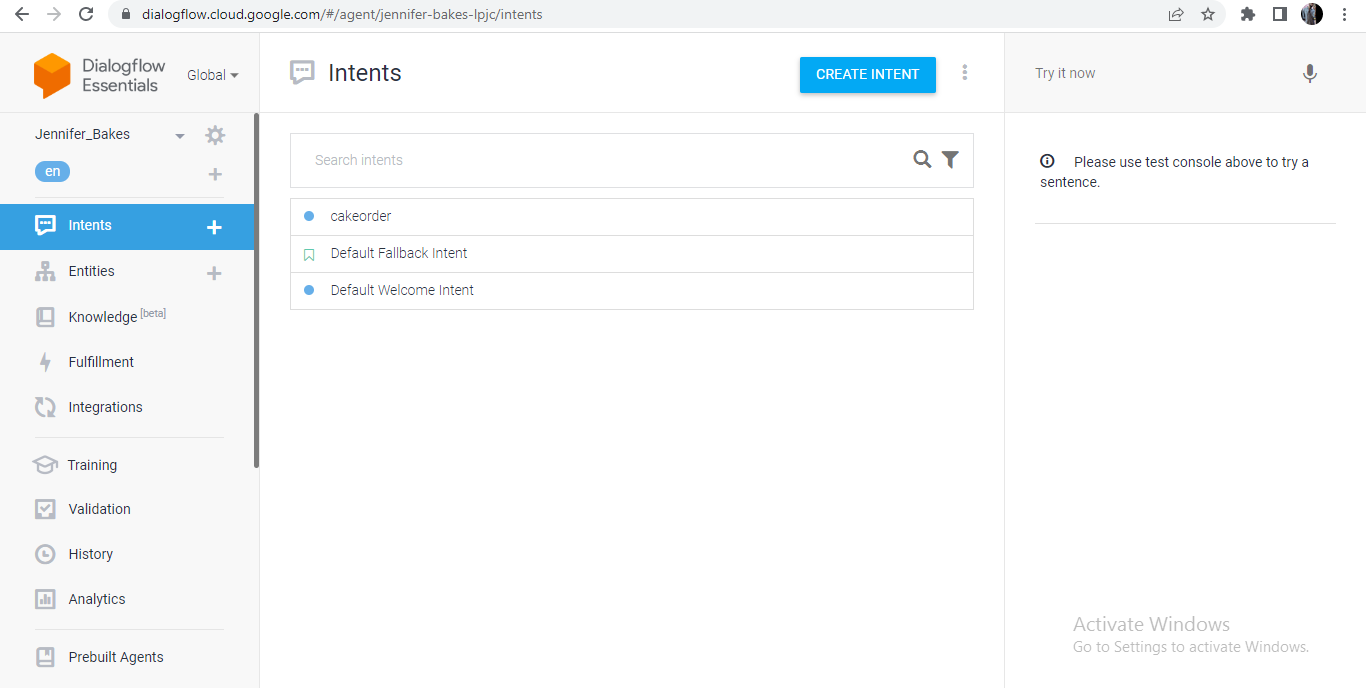 dialogflow.cloud.google.com/#/agent/jennifer-bakes-lpjc/intents
Dialogflow
Essentials
Global
Jennifer_Bakes
en
Intents
Entities
Knowledge [beta]
Fulfillment
Integrations
Training
Validation
History
Analytics
Prebuilt Agents
Intents
CREATE INTENT
Search intents
cakeorder
Default Fallback Intent
Default Welcome Intent
Try it now
Please use test console above to try a
sentence.
Activate Windows
Go to Settings to activate Windows.